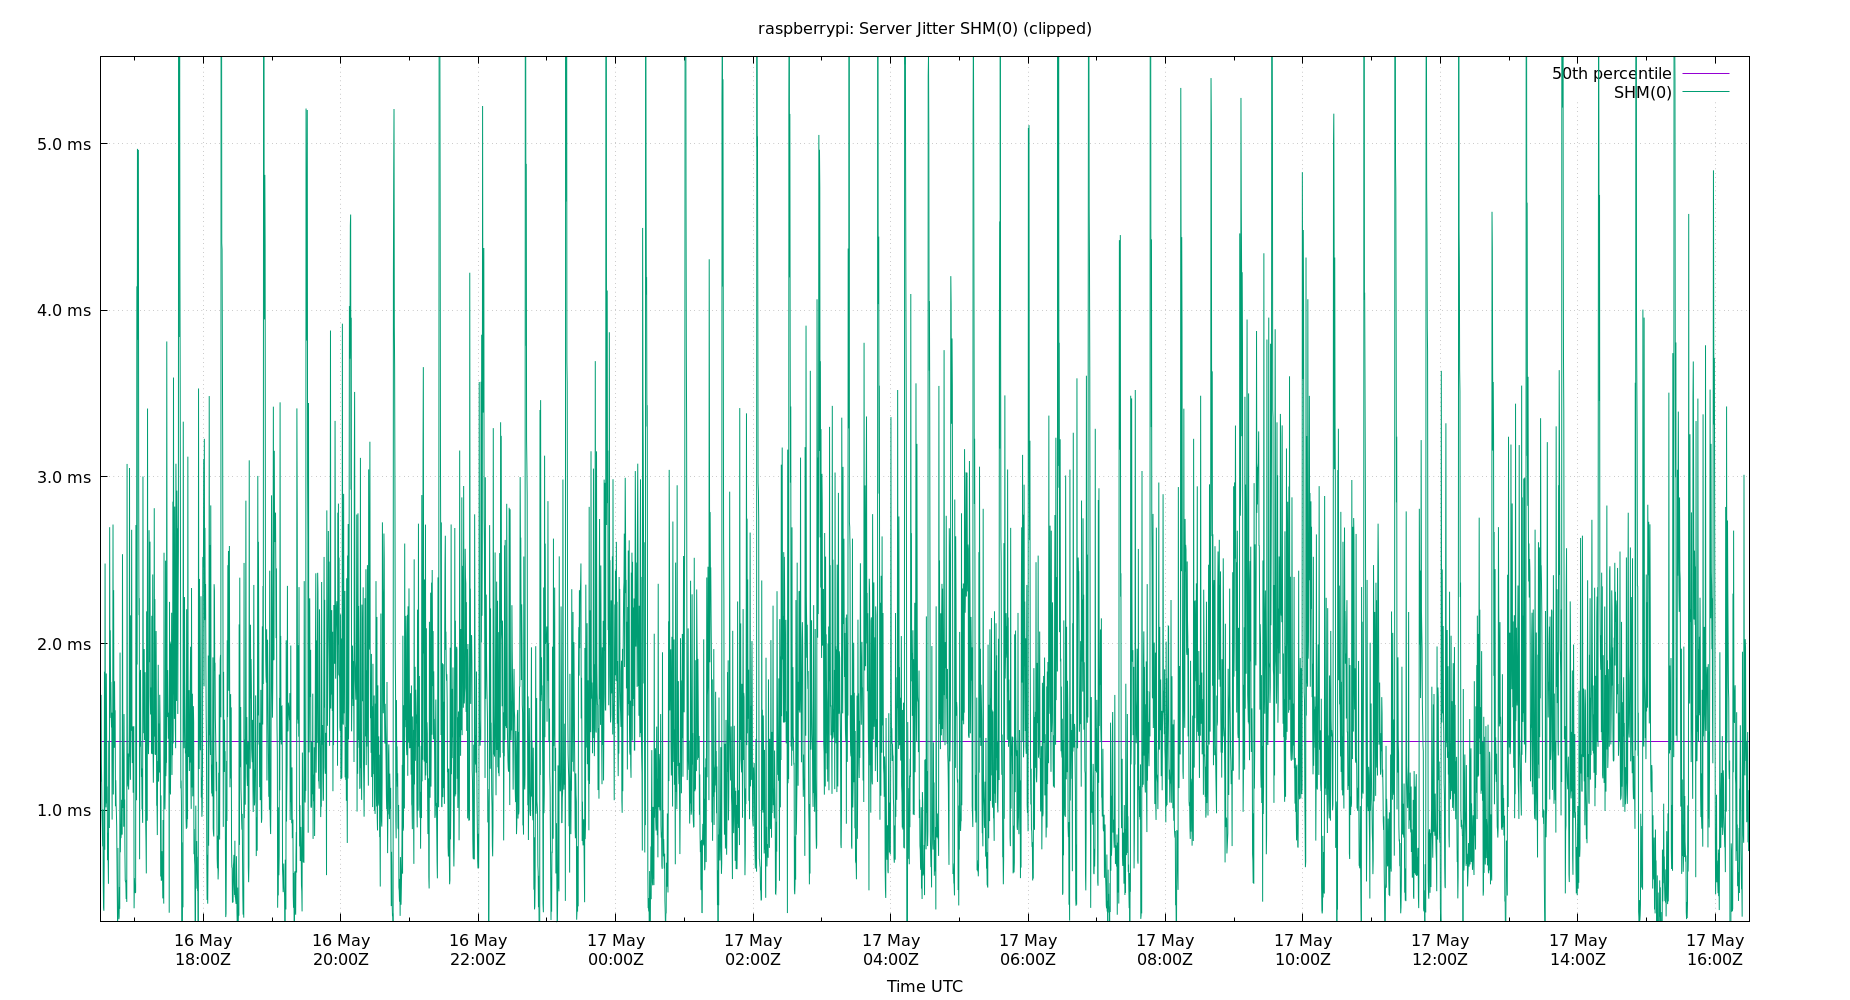 raspberrypi: Server Jitter SHM(0) (clipped)
50th percentile
SHM(0)
5.0 ms
4.0 ms
3.0 ms
2.0 ms
1.0 ms
16 May 16 May 16 May 17 May 17 May 17 May 17 May 17 May 17 May 17 May 17 May 17 May
18:00Z 20:00Z 22:00Z 00:00Z 02:00Z 04:00Z 06:00Z 08:00Z 10:00Z 12:00Z 14:00Z 16:00Z
Time UTC